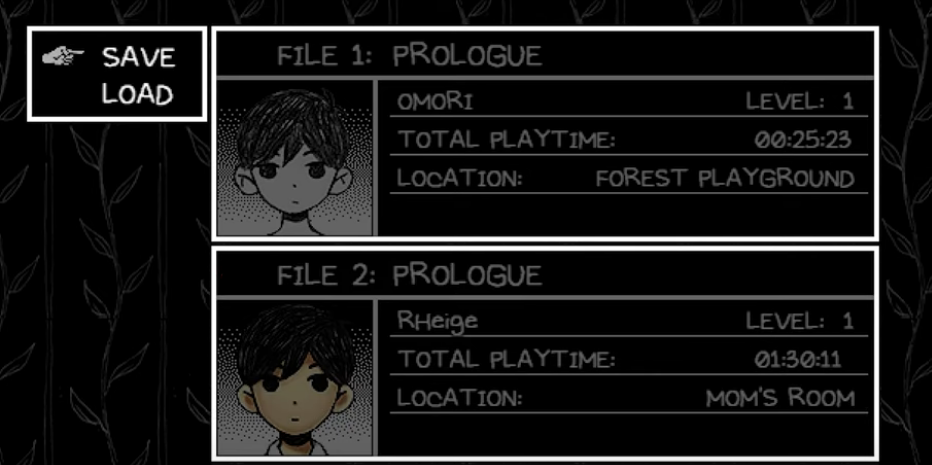 SAVE
LOAD
FILE 1: PROLOGUE
OMORI LEVEL: 1
TOTAL PLAYTIME: 00:25:23
LOCATION: FOREST PLAYGROUND
FILE 2: PROLOGUE
RHeige LEVEL: 1
TOTAL PLAYTIME: 01:30:11
LOCATION: MOM'S ROOM